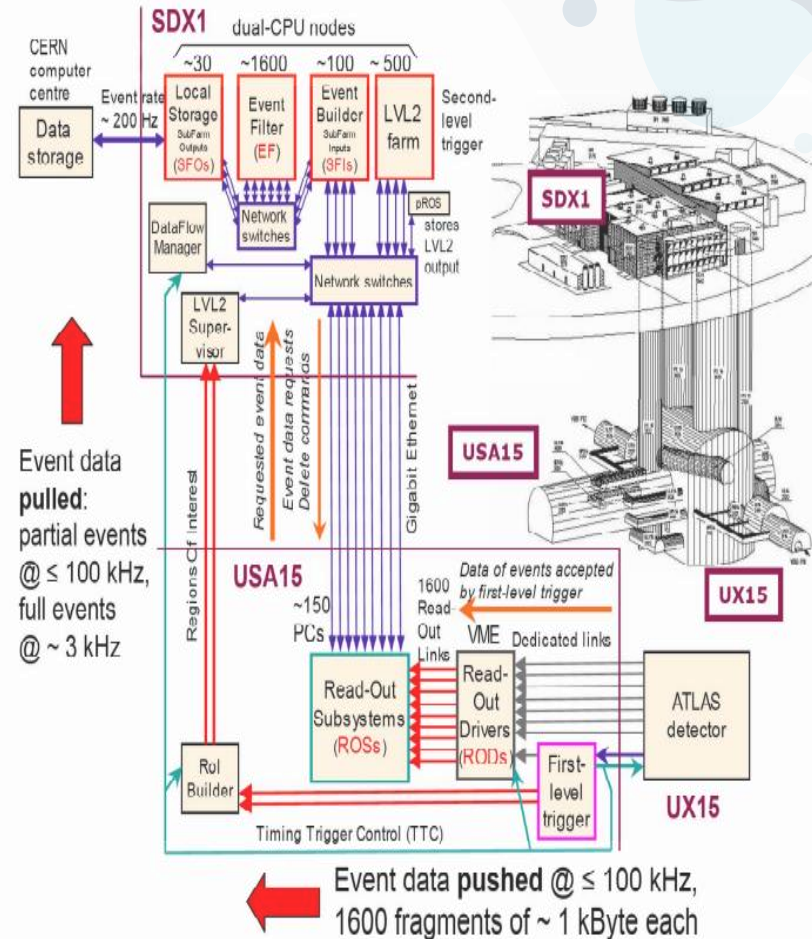 SDX1
dual-CPU nodes
CERN
computer
centre
~30
~1600
~100
~ 500
Event rate
~ 200 Hz
Data
storage
Local
Storage
SubFarm
Outputs
(SFOs)
Event
Filter
(EF)
Event
Builder
SubFarm
Inputs
(SFIs)
LVL2
farm
Second-
level
trigger
Network
switches
pROS
stores
LVL2
output
DataFlow
Manager
Network switches
LVL2
Super-
visor
SDX1
USA15
UX15
Event data
pulled:
partial events
@ ≤ 100 kHz,
full events
@ ~ 3 kHz
Regions Of Interest
Requested event data
Event data requests
Delete commands
Gigabit Ethernet
USA15
~150
PCs
1600
Read-
Out
Links
Data of events accepted
by first-level trigger
VME
Dedicated links
Read-Out
Subsystems
(ROSs)
Read-
Out
Drivers
(RODs)
ATLAS
detector
RoI
Builder
First-
level
trigger
UX15
Timing Trigger Control (TTC)
Event data pushed @ ≤ 100 kHz,
1600 fragments of ~ 1 kByte each